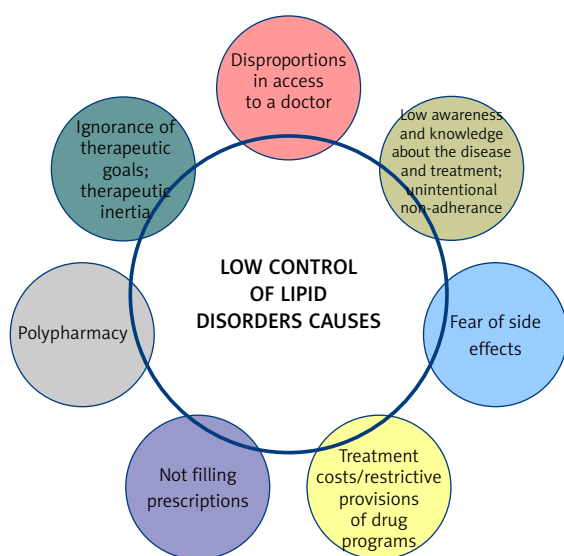 Disproportions
in access
to a doctor
Low awareness
and knowledge
about the disease
and treatment;
unintentional
non-adherance
Fear of side
effects
Treatment
costs/restrictive
provisions
of drug
programs
Not filling
prescriptions
Polypharmacy
Ignorance of
therapeutic
goals;
therapeutic
inertia
LOW CONTROL
OF LIPID
DISORDERS CAUSES